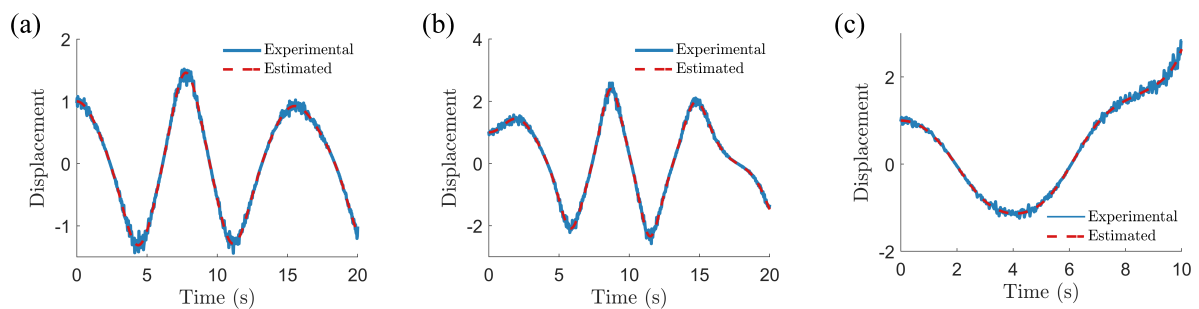 (a)
2
1
0
-1
0 5 10 15 20
Displacement
Time (s)
Experimental
Estimated
(b)
4
2
0
-2
0 5 10 15 20
Displacement
Time (s)
Experimental
Estimated
(c)
2
0
-2
0 2 4 6 8 10
Displacement
Time (s)
Experimental
Estimated